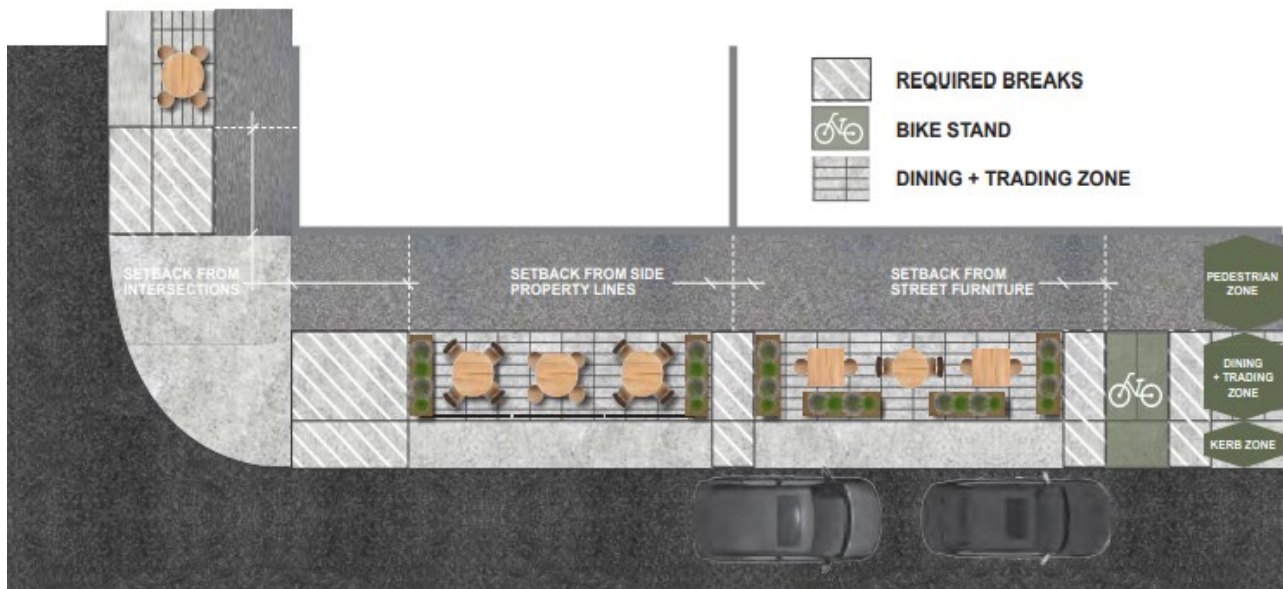 REQUIRED BREAKS
BIKE STAND
DINING + TRADING ZONE
SETBACK FROM
INTERSECTIONS
SETBACK FROM SIDE
PROPERTY LINES
SETBACK FROM
STREET FURNITURE
PEDESTRIAN
ZONE
DINING
+ TRADING
ZONE
KERB ZONE